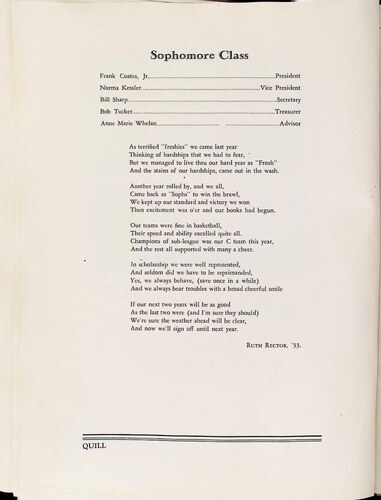 Sophomore Class
Frank Coates, Jr. President
Norma Kessler Vice President
Bill Sharp Secretary
Bob Tucker Treasurer
Anne Marie Whelan Advisor
As terrified "freshies" we came last year
Thinking of hardships that we had to fear,
But we managed to live thru our hard year as "Frosh"
And the stains of our hardships, came out in the wash.
Another year rolled by, and we all,
Came back as "Sophs" to win the brawl,
We kept up our standard and victory we won
Then excitement was o'er and our books had begun.
Our teams were fine in basketball,
Their speed and ability excelled quite all.
Champions of sub-league was our C team this year,
And the rest all supported with many a cheer.
In scholarship we were well represented,
And seldom did we have to be reprimanded,
Yes, we always behave, (save once in a while)
And we always bear troubles with a broad cheerful smile
If our next two years will be as good
As the last two were (and I'm sure they should)
We're sure the weather ahead will be clear,
And now we'll sign off until next year.
RUTH RECTOR, '33.
QUILL